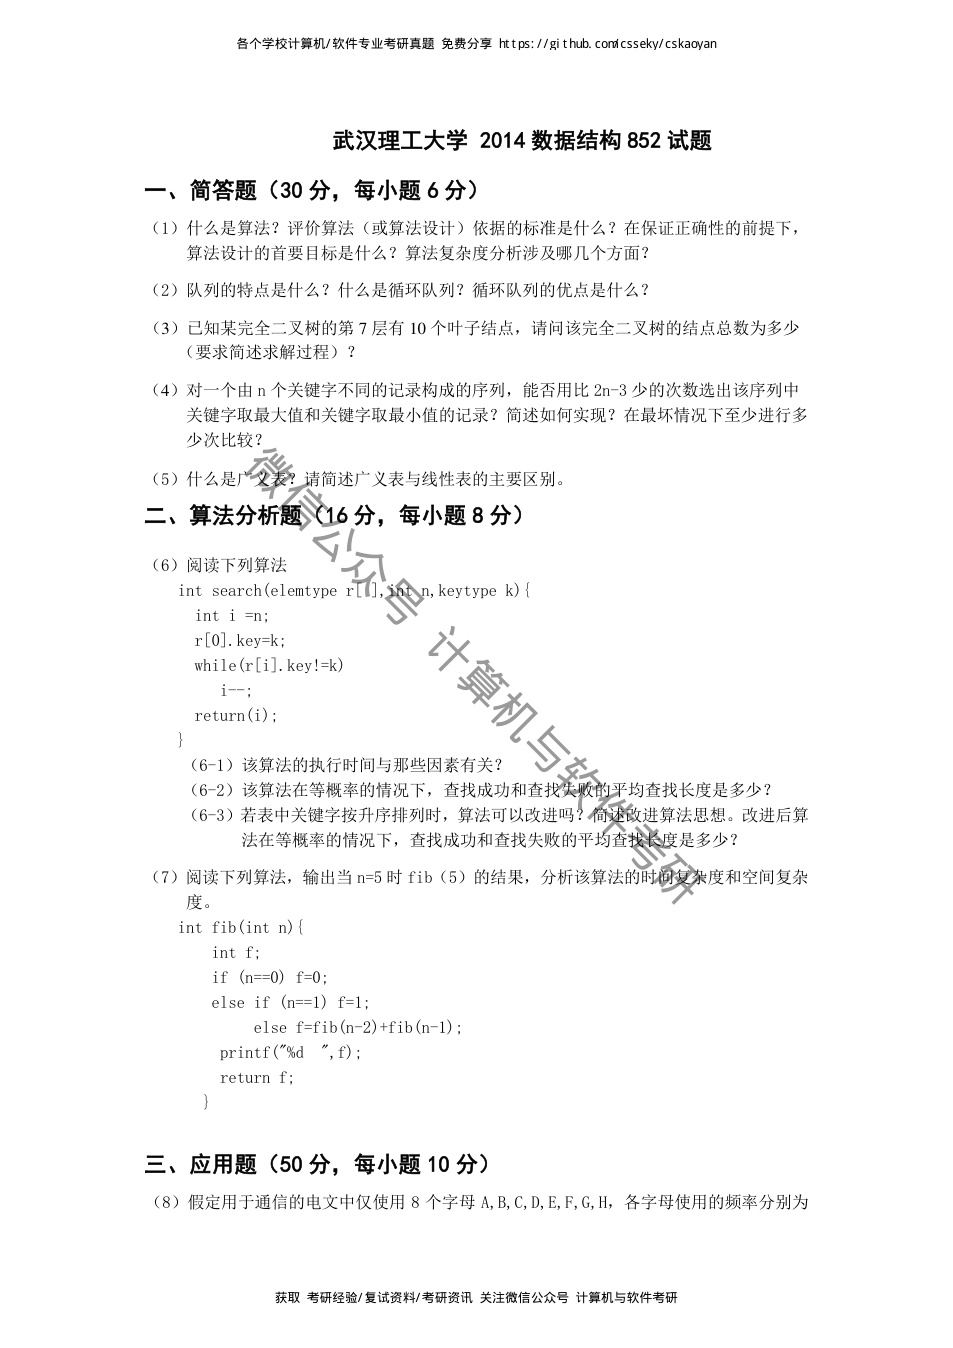 各个学校计算机/软件专业考研真题 免费分享 https://github.com/csseky/cskaoyan
武汉理工大学 2014 数据结构 852 试题
一、简答题（30 分，每小题 6 分）
（1）什么是算法？评价算法（或算法设计）依据的标准是什么？在保证正确性的前提下，
算法设计的首要目标是什么？算法复杂度分析涉及哪几个方面？
（2）队列的特点是什么？什么是循环队列？循环队列的优点是什么？
（3）已知某完全二叉树的第 7 层有 10 个叶子结点，请问该完全二叉树的结点总数为多少
（要求简述求解过程）？
（4）对一个由 n 个关键字不同的记录构成的序列，能否用比 2n-3 少的次数选出该序列中
关键字取最大值和关键字取最小值的记录？简述如何实现？在最坏情况下至少进行多
少次比较？
（5）什么是广义表？请简述广义表与线性表的主要区别。
二、算法分析题（16 分，每小题 8 分）
（6）阅读下列算法
int search(elemtype r[ ],int n,keytype k){
int i =n;
r[0].key=k;
while(r[i].key!=k)
i--;
return(i);
}
（6-1）该算法的执行时间与那些因素有关？
（6-2）该算法在等概率的情况下，查找成功和查找失败的平均查找长度是多少？
（6-3）若表中关键字按升序排列时，算法可以改进吗？简述改进算法思想。改进后算
法在等概率的情况下，查找成功和查找失败的平均查找长度是多少？
（7）阅读下列算法，输出当 n=5 时 fib（5）的结果，分析该算法的时间复杂度和空间复杂
度。
int fib(int n){
int f;
if (n==0) f=0;
else if (n==1) f=1;
else f=fib(n-2)+fib(n-1);
printf("%d  ",f);
return f;
}
三、应用题（50 分，每小题 10 分）
（8）假定用于通信的电文中仅使用 8 个字母 A,B,C,D,E,F,G,H，各字母使用的频率分别为
获取 考研经验/复试资料/考研资讯 关注微信公众号 计算机与软件考研
微信公众号 计算机与软件考研